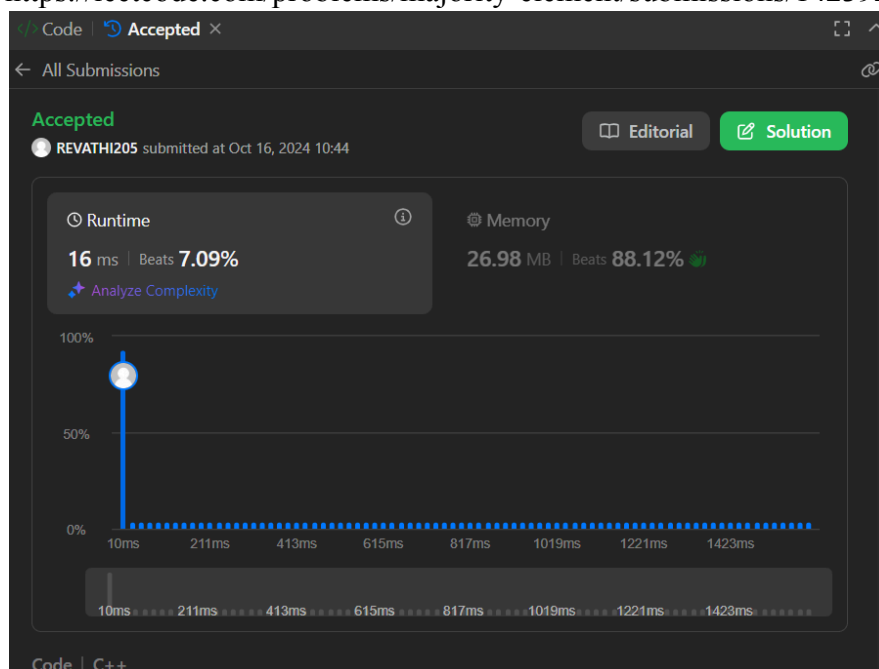 Code | Accepted ×
← All Submissions
Accepted
REVATHI205 submitted at Oct 16, 2024 10:44
Editorial
Solution
Runtime
16 ms | Beats 7.09%
Analyze Complexity
Memory
26.98 MB | Beats 88.12%
100%
50%
0%
10ms 211ms 413ms 615ms 817ms 1019ms 1221ms 1423ms
10ms 211ms 413ms 615ms 817ms 1019ms 1221ms 1423ms
Code | C++